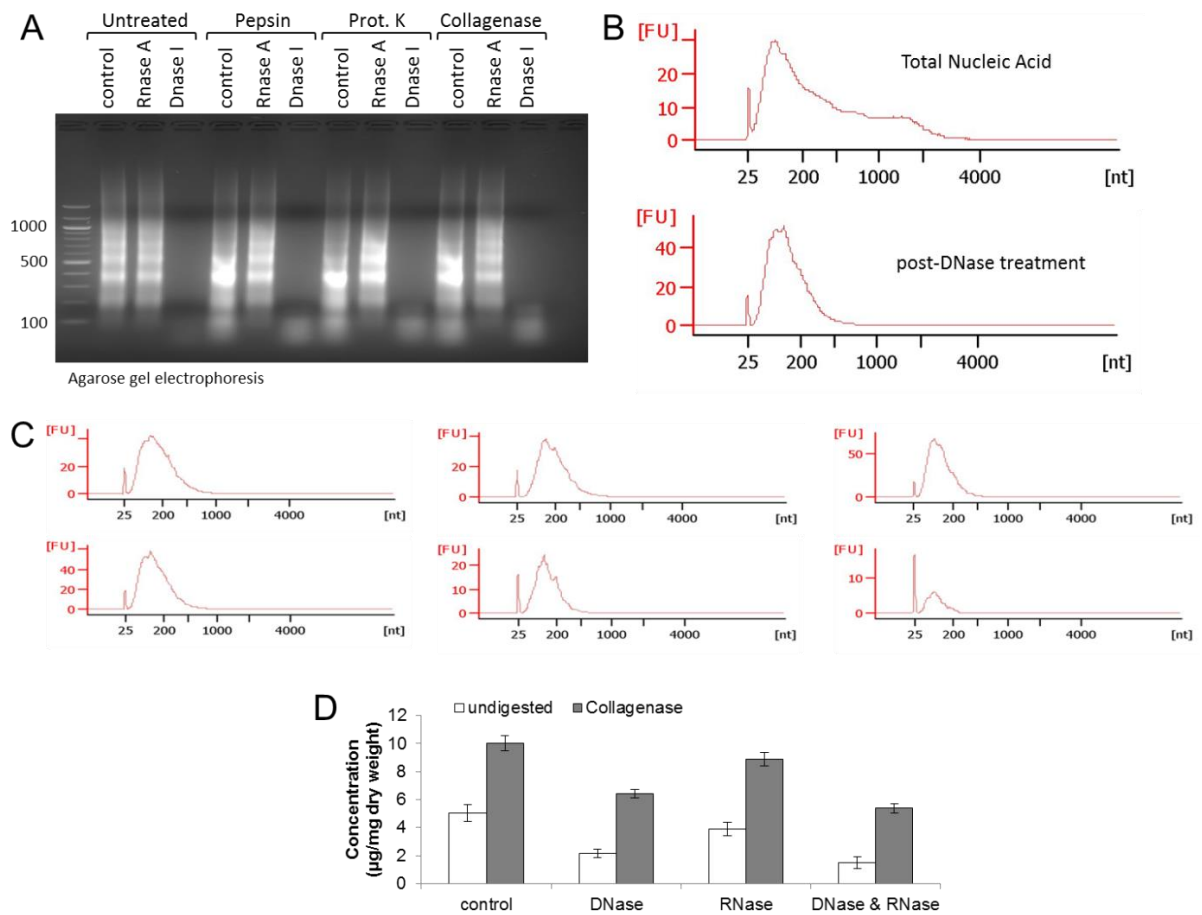 A
Untreated Pepsin Prot. K Collagenase
control Rnase A Dnase I control Rnase A Dnase I control Rnase A Dnase I control Rnase A Dnase I
1000
500
100
Agarose gel electrophoresis
B
[FU]
Total Nucleic Acid
20
10
0
25 200 1000 4000 [nt]
[FU]
post-DNase treatment
40
20
0
25 200 1000 4000 [nt]
C
[FU]
20
0
25 200 1000 4000 [nt]
[FU]
20
0
25 200 1000 4000 [nt]
[FU]
50
0
25 200 1000 4000 [nt]
[FU]
40
20
0
25 200 1000 4000 [nt]
[FU]
20
10
0
25 200 1000 4000 [nt]
[FU]
10
0
25 200 1000 4000 [nt]
D
undigested Collagenase
Concentration
(µg/mg dry weight)
12
10
8
6
4
2
0
control DNase RNase DNase & RNase